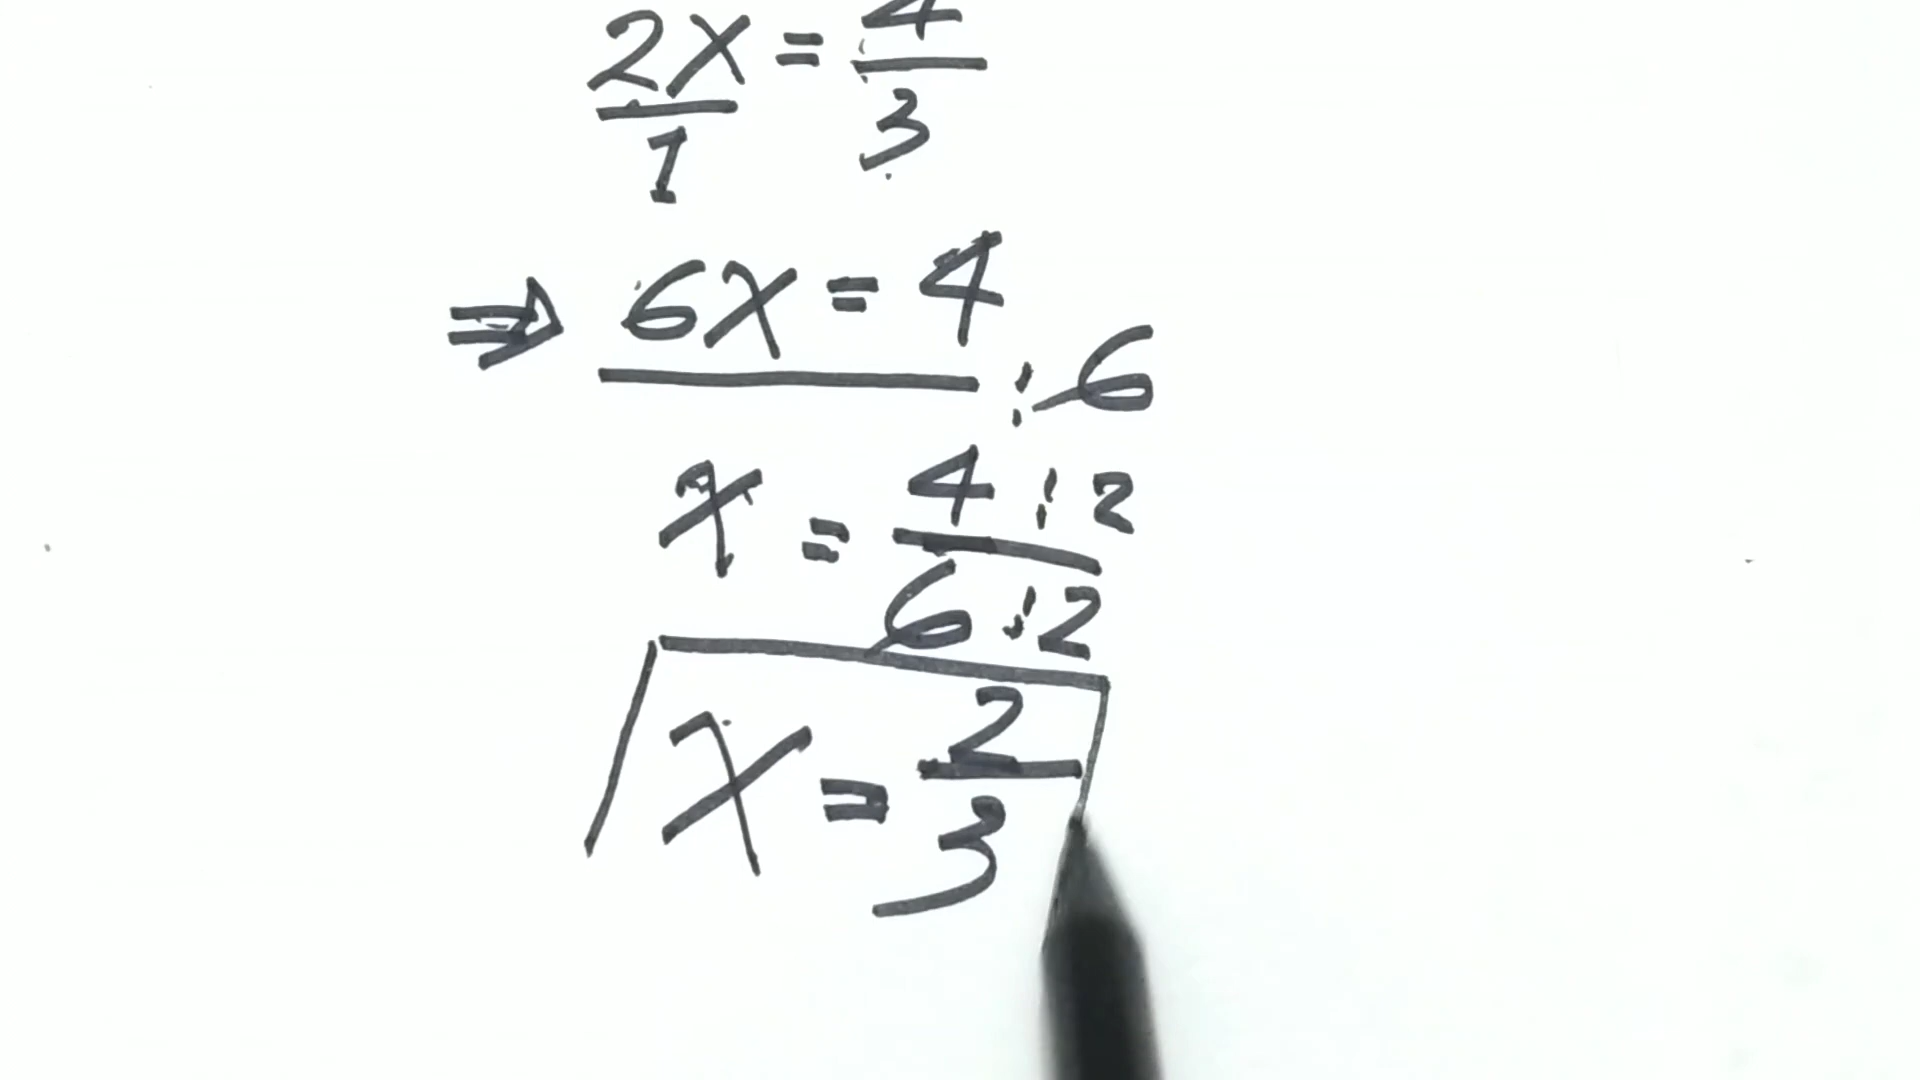 2x/1 = 4/3
⇒ 6x = 4
: 6
x = 4 : 2 / 6 : 2
x = 2/3